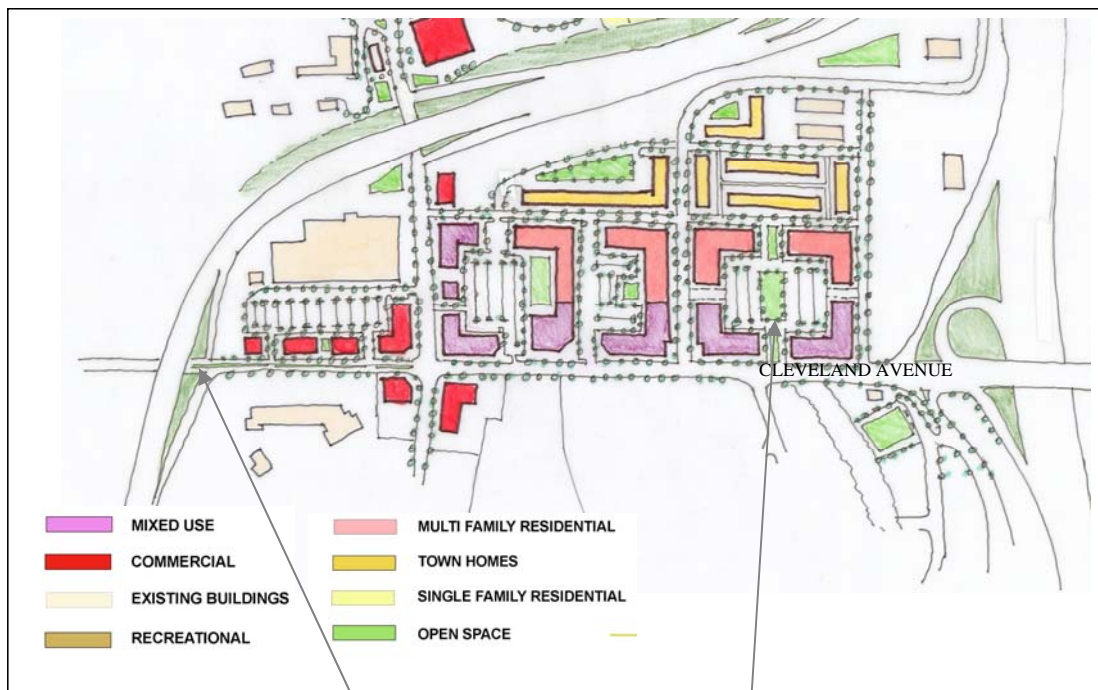 CLEVELAND AVENUE
MIXED USE
COMMERCIAL
EXISTING BUILDINGS
RECREATIONAL
MULTI FAMILY RESIDENTIAL
TOWN HOMES
SINGLE FAMILY RESIDENTIAL
OPEN SPACE